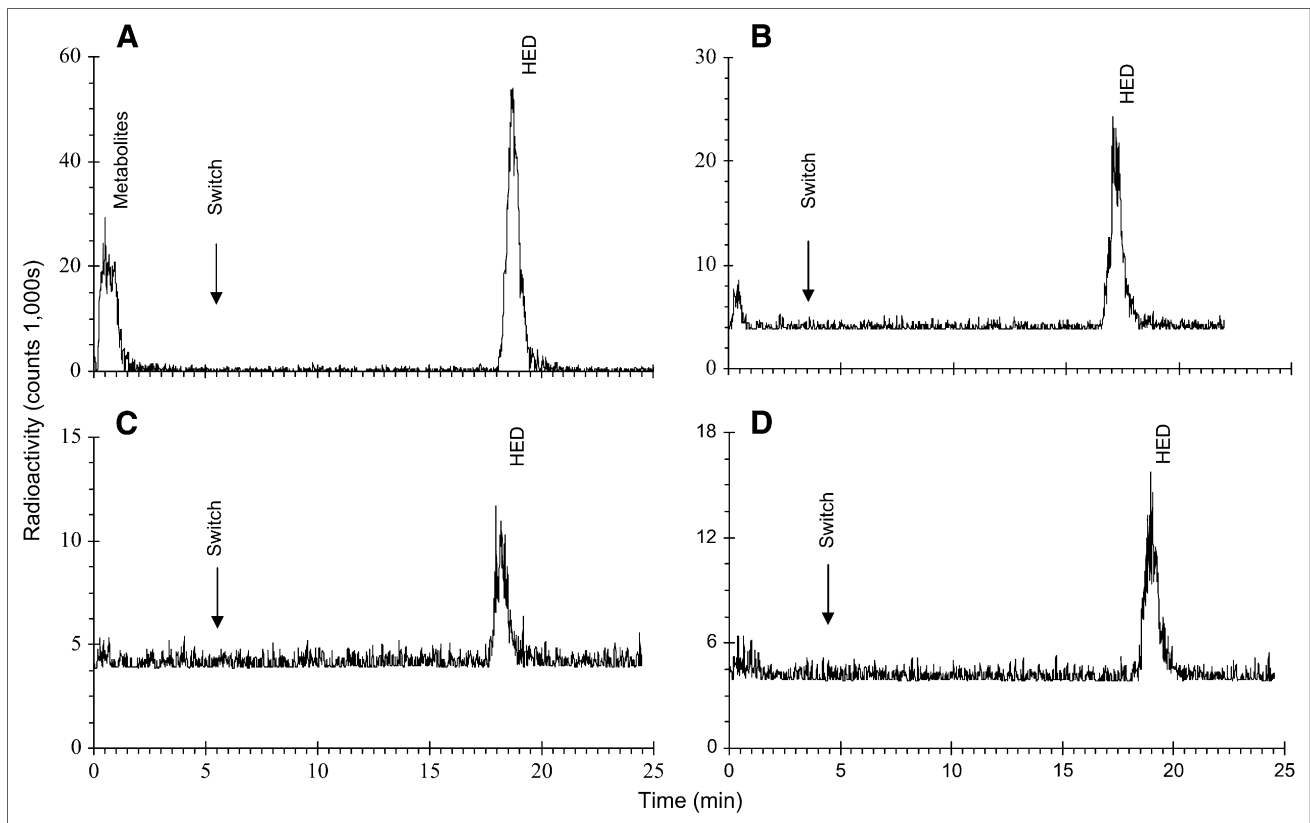 A
60
40
20
0
Metabolites
Switch
HED
B
30
20
10
0
Switch
HED
C
15
10
5
0
Switch
HED
0 5 10 15 20 25
D
18
12
6
0
Switch
HED
0 5 10 15 20 25
Radioactivity (counts 1,000s)
Time (min)